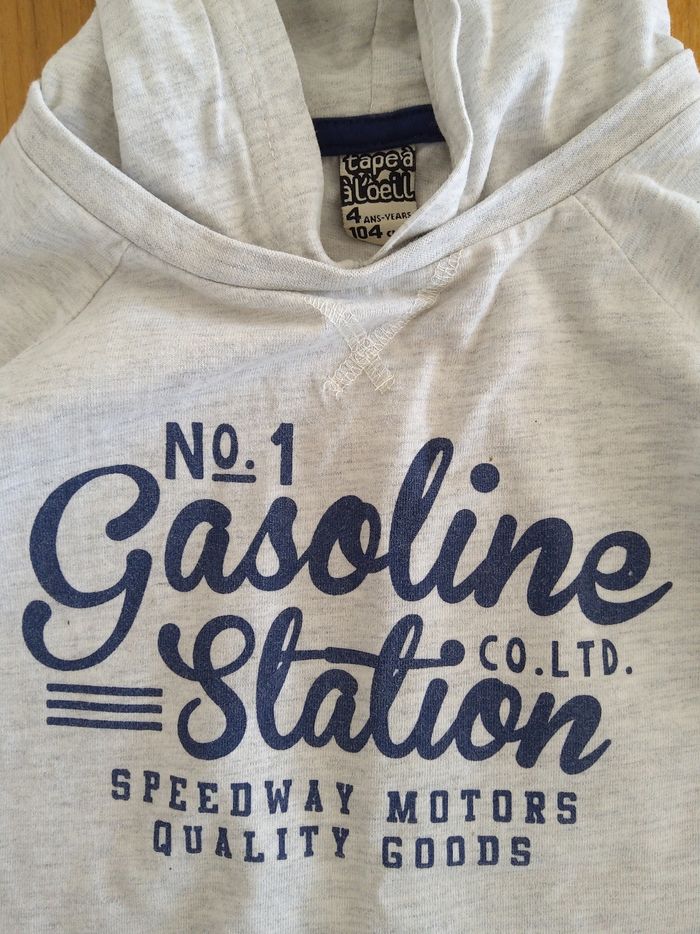 tape à
à l'oeil
4 ANS-YEARS
104
No. 1
Gasoline
Station
CO.LTD.
SPEEDWAY MOTORS
QUALITY GOODS